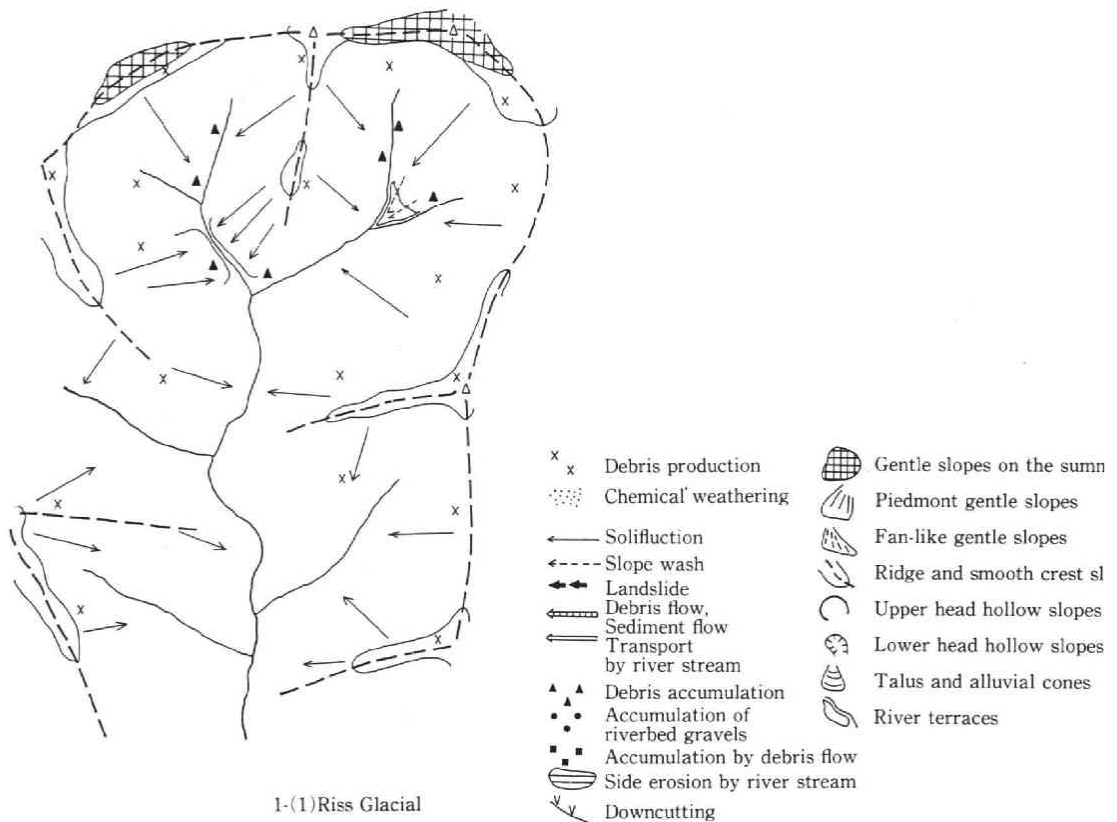 Debris production
Chemical weathering
Solifluction
Slope wash
Landslide
Debris flow,
Sediment flow
Transport
by river stream
Debris accumulation
Accumulation of
riverbed gravels
Accumulation by debris flow
Side erosion by river stream
Downcutting
Gentle slopes on the summ
Piedmont gentle slopes
Fan-like gentle slopes
Ridge and smooth crest sl
Upper head hollow slopes
Lower head hollow slopes
Talus and alluvial cones
River terraces
1-(1)Riss Glacial